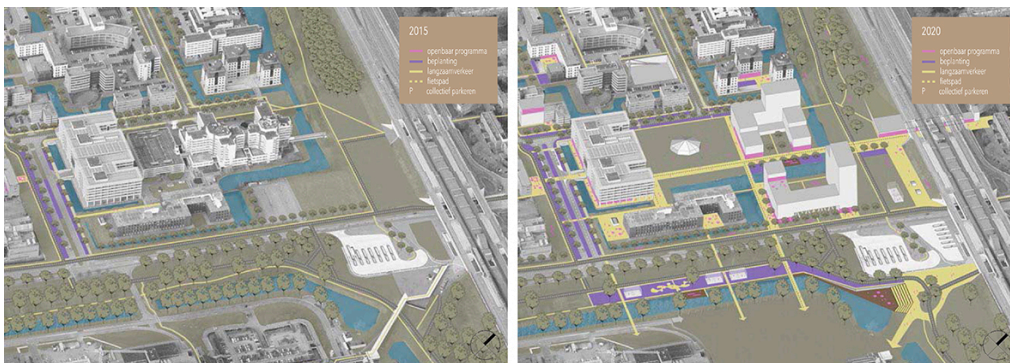 2015
openbaar programma
beplanting
langzaamverkeer
fietspad
P collectief parkeren
2020
openbaar programma
beplanting
langzaamverkeer
fietspad
P collectief parkeren